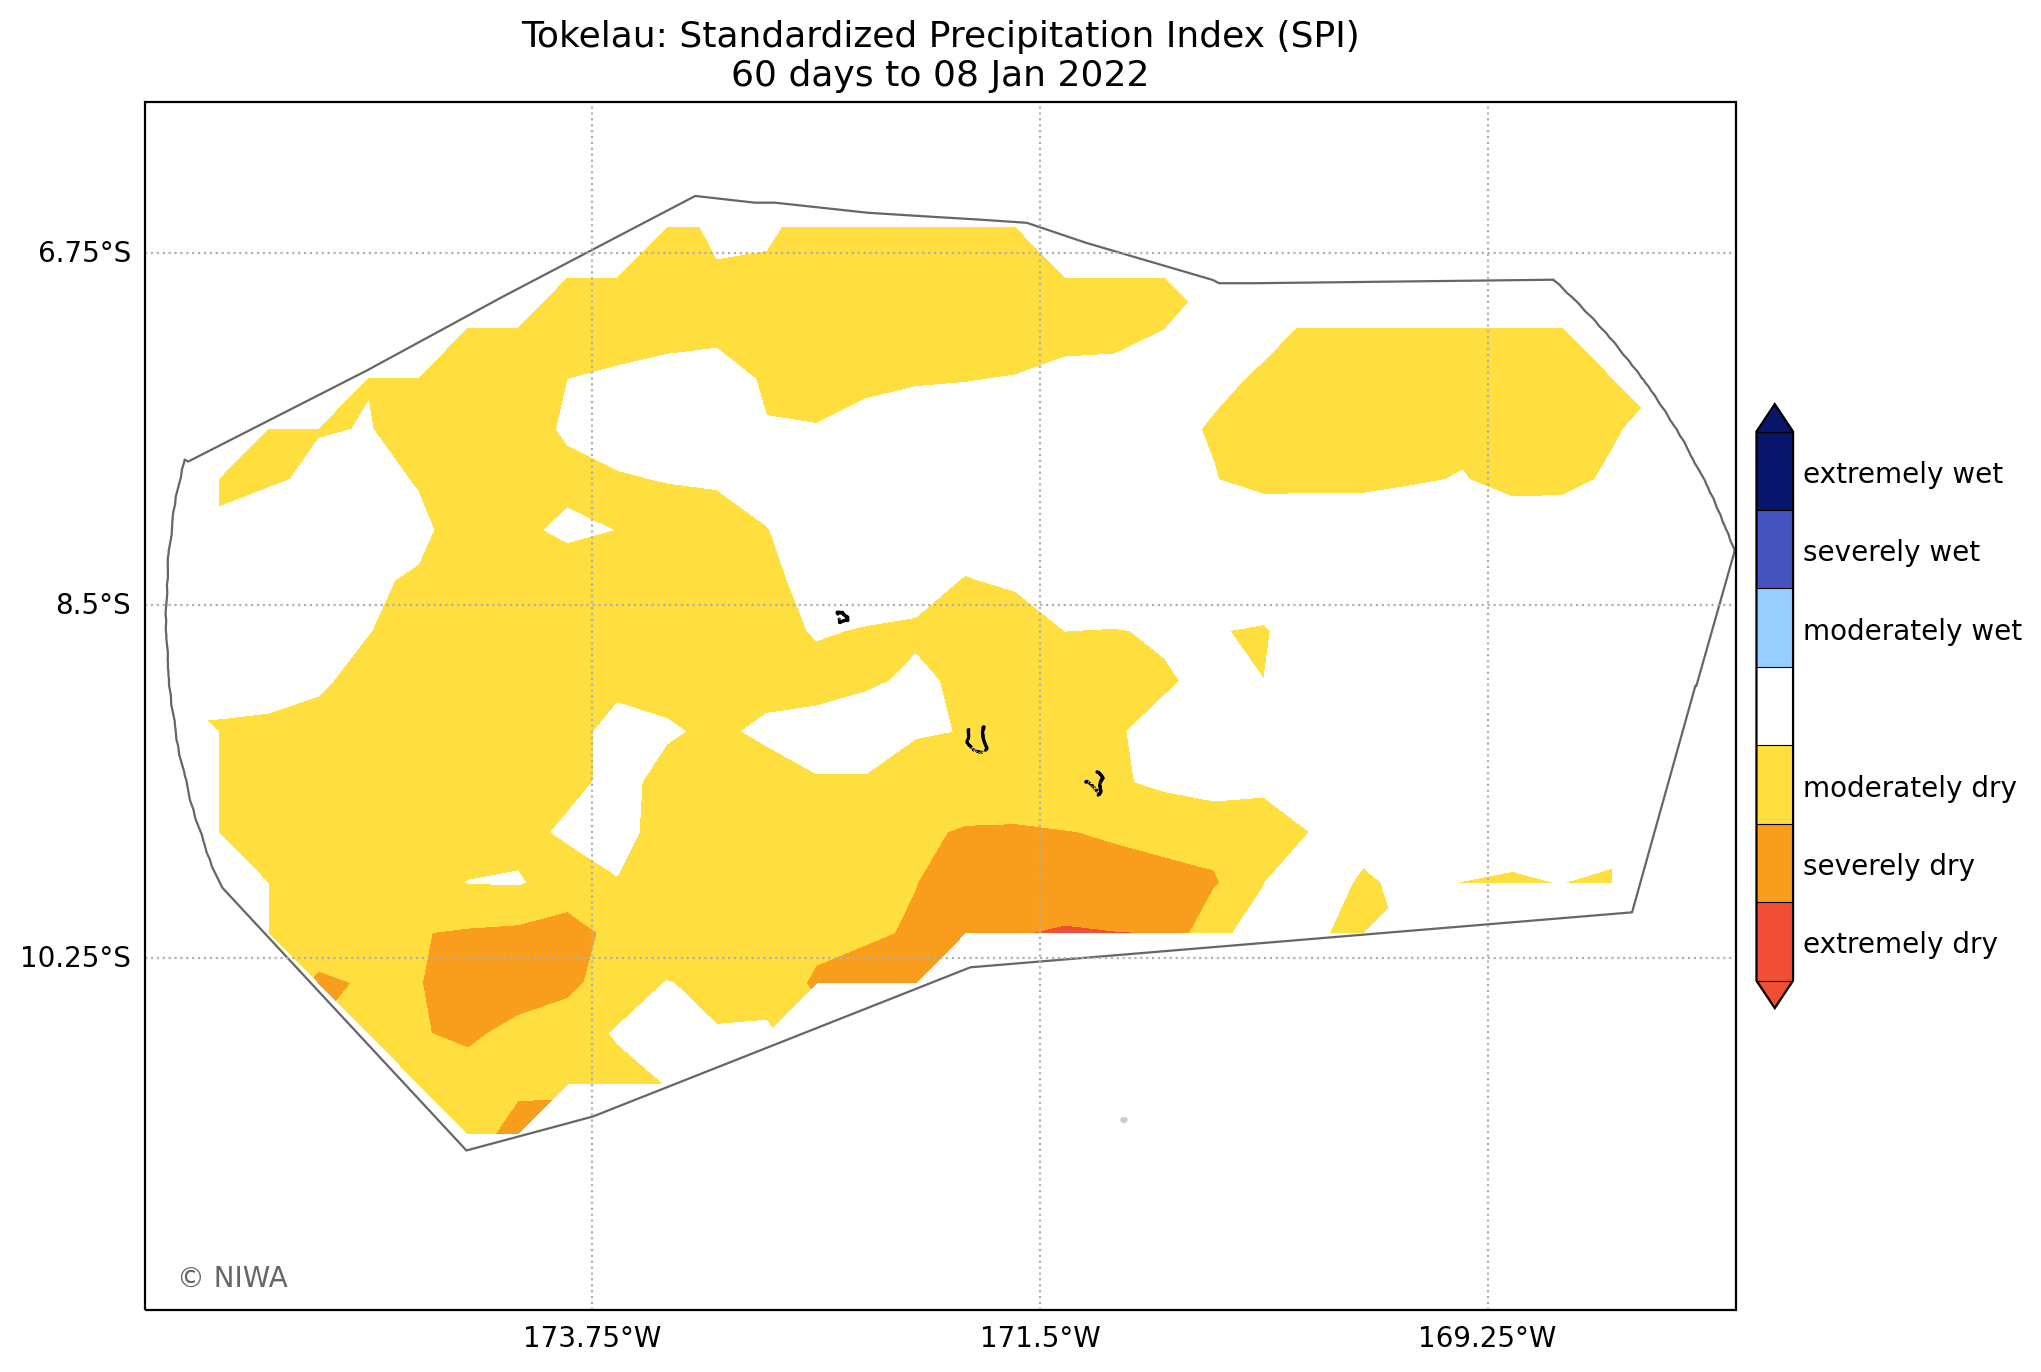 Tokelau: Standardized Precipitation Index (SPI)
60 days to 08 Jan 2022
6.75°S
8.5°S
10.25°S
173.75°W
171.5°W
169.25°W
extremely wet
severely wet
moderately wet
moderately dry
severely dry
extremely dry
© NIWA